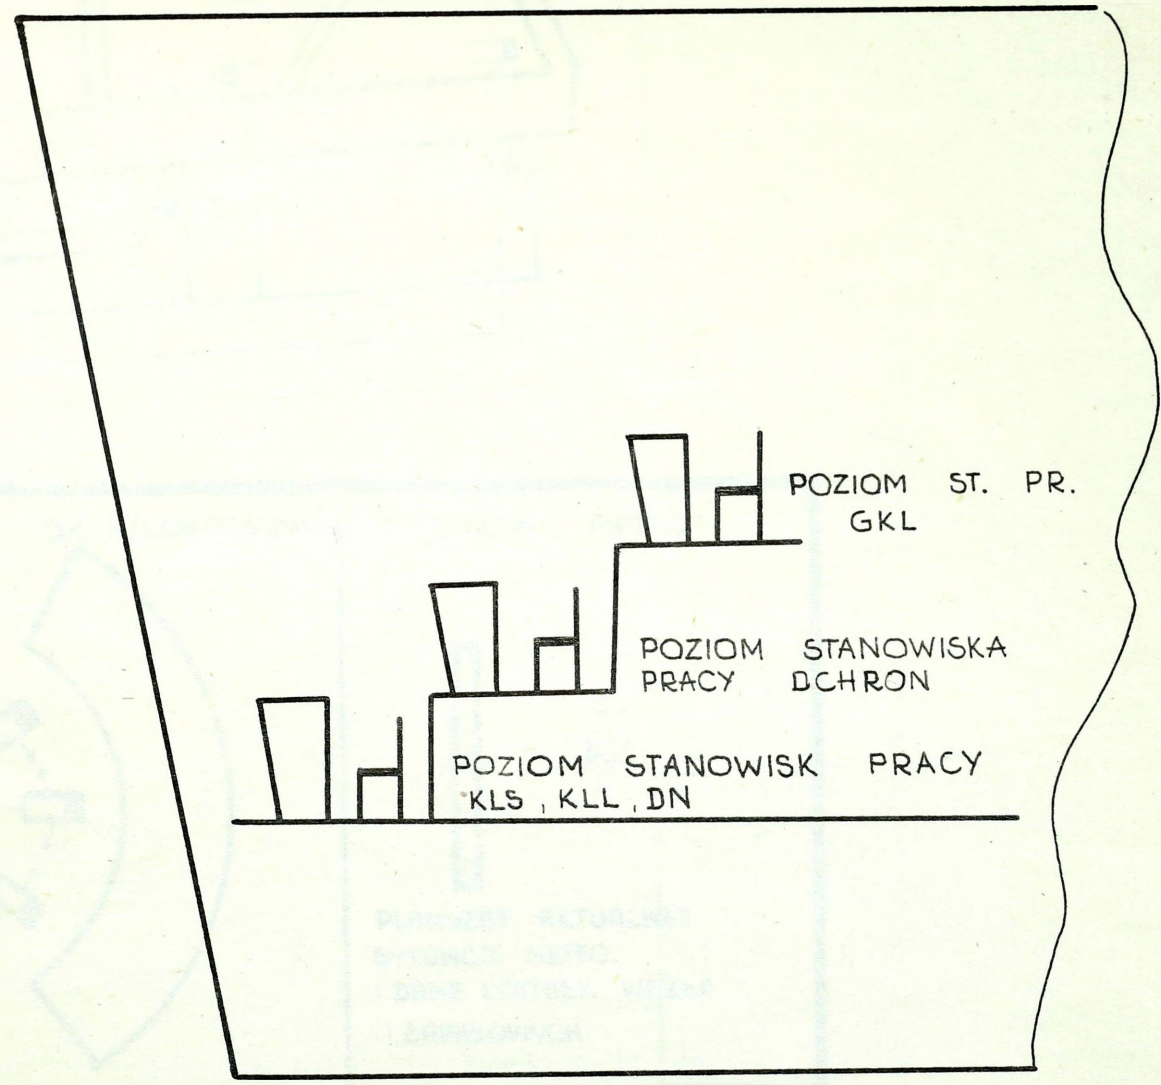 POZIOM ST. PR.
GKL
POZIOM STANOWISKA
PRACY DCHRON
POZIOM STANOWISK PRACY
KLS, KLL, DN